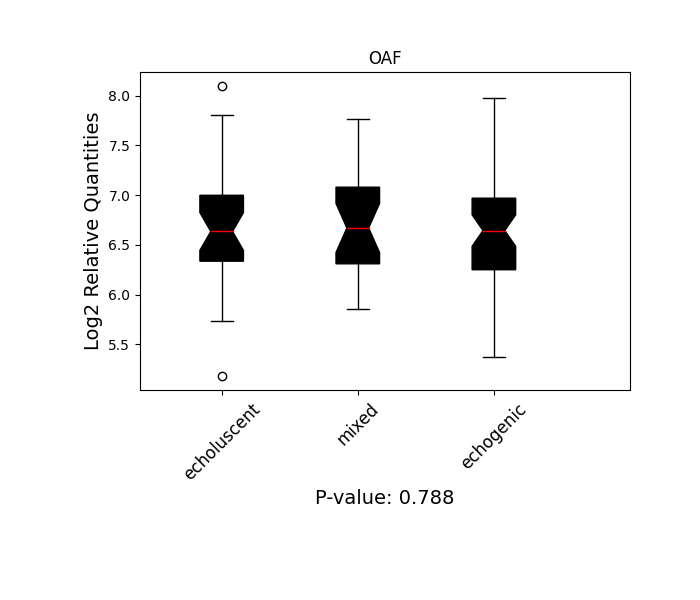 OAF
Log2 Relative Quantities
8.0
7.5
7.0
6.5
6.0
5.5
echoluscent
mixed
echogenic
P-value: 0.788